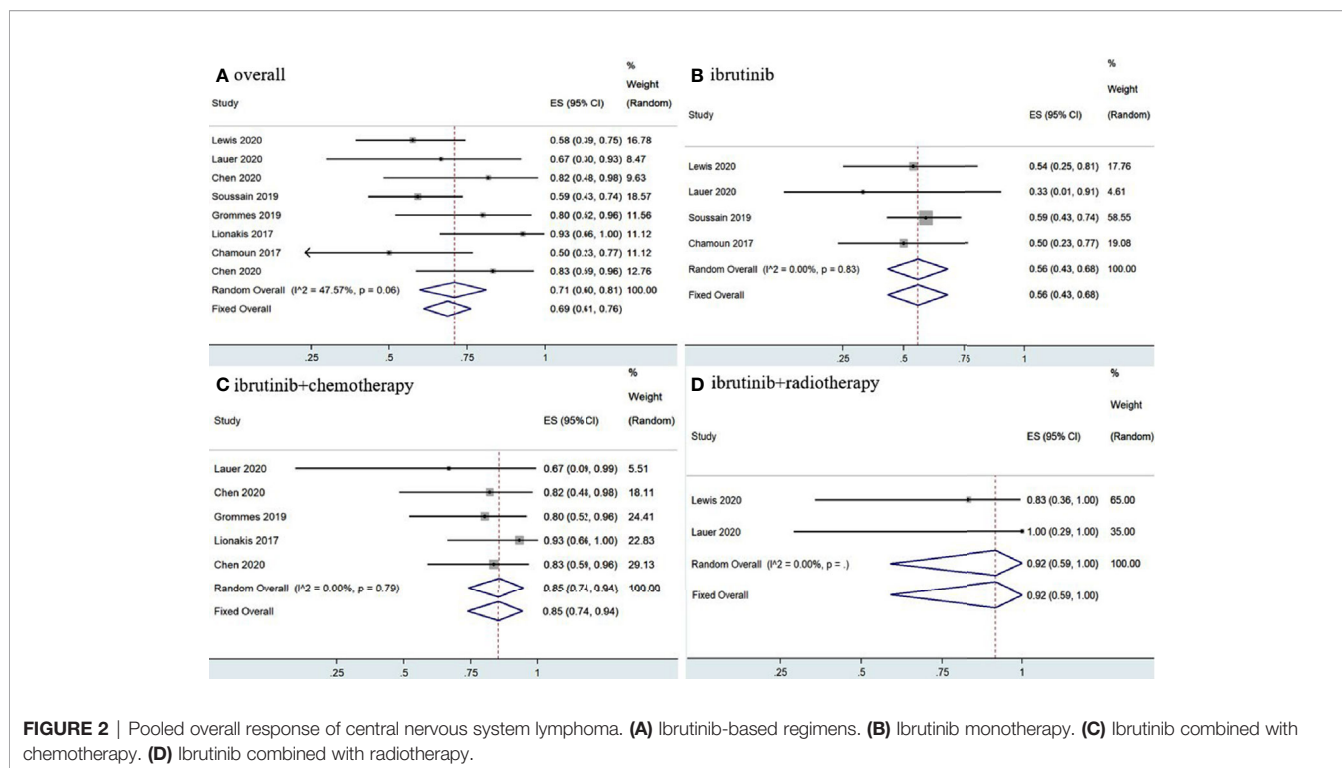 A overall
%
Weight
Study ES (95% CI) (Random)
Lewis 2020 0.58 (0.39, 0.75) 16.78
Lauer 2020 0.67 (0.30, 0.93) 8.47
Chen 2020 0.82 (0.48, 0.98) 9.63
Soussain 2019 0.59 (0.43, 0.74) 18.57
Grommes 2019 0.80 (0.52, 0.96) 11.56
Lionakis 2017 0.93 (0.66, 1.00) 11.12
Chamoun 2017 0.50 (0.23, 0.77) 11.12
Chen 2020 0.83 (0.59, 0.96) 12.76
Random Overall (I^2 = 47.57%, p = 0.06) 0.71 (0.60, 0.81) 100.00
Fixed Overall 0.69 (0.61, 0.76)
.25 .5 .75 1
B ibrutinib
%
Weight
Study ES (95% CI) (Random)
Lewis 2020 0.54 (0.25, 0.81) 17.76
Lauer 2020 0.33 (0.01, 0.91) 4.61
Soussain 2019 0.59 (0.43, 0.74) 58.55
Chamoun 2017 0.50 (0.23, 0.77) 19.08
Random Overall (I^2 = 0.00%, p = 0.83) 0.56 (0.43, 0.68) 100.00
Fixed Overall 0.56 (0.43, 0.68)
.25 .5 .75 1
C ibrutinib+chemotherapy
%
Weight
Study ES (95% CI) (Random)
Lauer 2020 0.67 (0.09, 0.99) 5.51
Chen 2020 0.82 (0.48, 0.98) 18.11
Grommes 2019 0.80 (0.52, 0.96) 24.41
Lionakis 2017 0.93 (0.66, 1.00) 22.83
Chen 2020 0.83 (0.59, 0.96) 29.13
Random Overall (I^2 = 0.00%, p = 0.79) 0.85 (0.74, 0.94) 100.00
Fixed Overall 0.85 (0.74, 0.94)
.25 .5 .75 1
D ibrutinib+radiotherapy
%
Weight
Study ES (95% CI) (Random)
Lewis 2020 0.83 (0.36, 1.00) 65.00
Lauer 2020 1.00 (0.29, 1.00) 35.00
Random Overall (I^2 = 0.00%, p = .) 0.92 (0.59, 1.00) 100.00
Fixed Overall 0.92 (0.59, 1.00)
.25 .5 .75 1
FIGURE 2 | Pooled overall response of central nervous system lymphoma. (A) Ibrutinib-based regimens. (B) Ibrutinib monotherapy. (C) Ibrutinib combined with
chemotherapy. (D) Ibrutinib combined with radiotherapy.